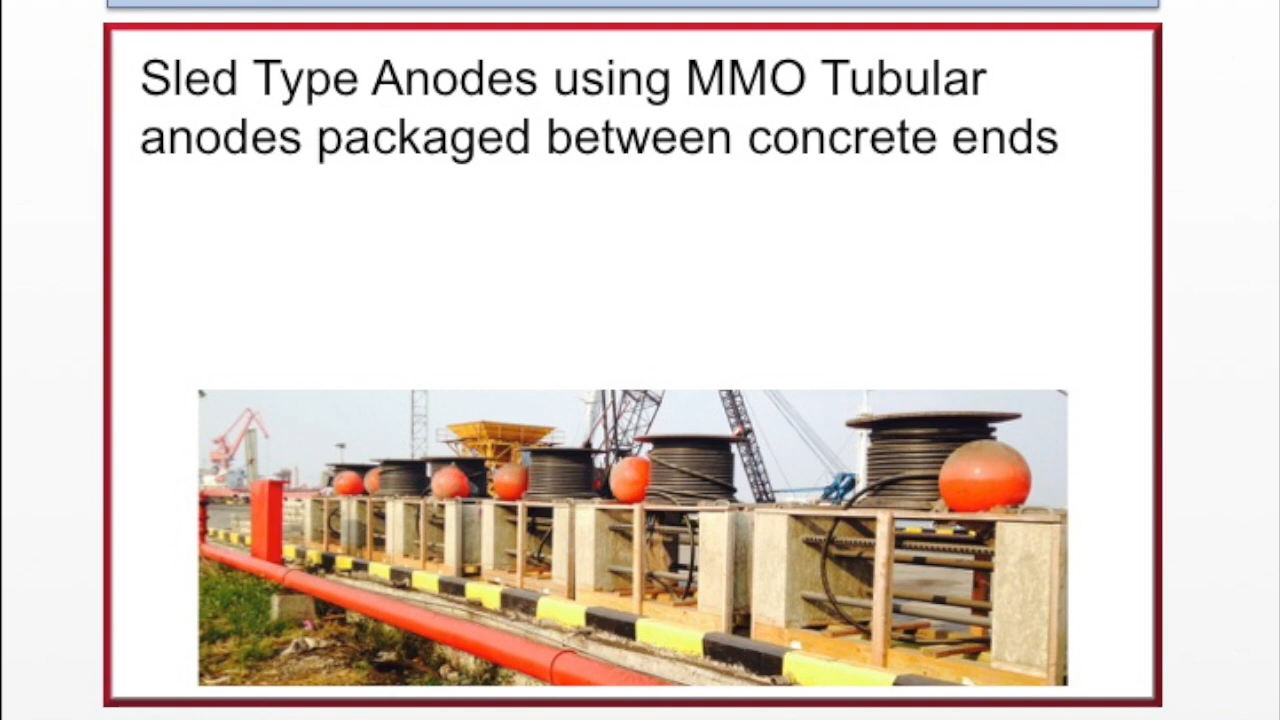 Sled Type Anodes using MMO Tubular
anodes packaged between concrete ends